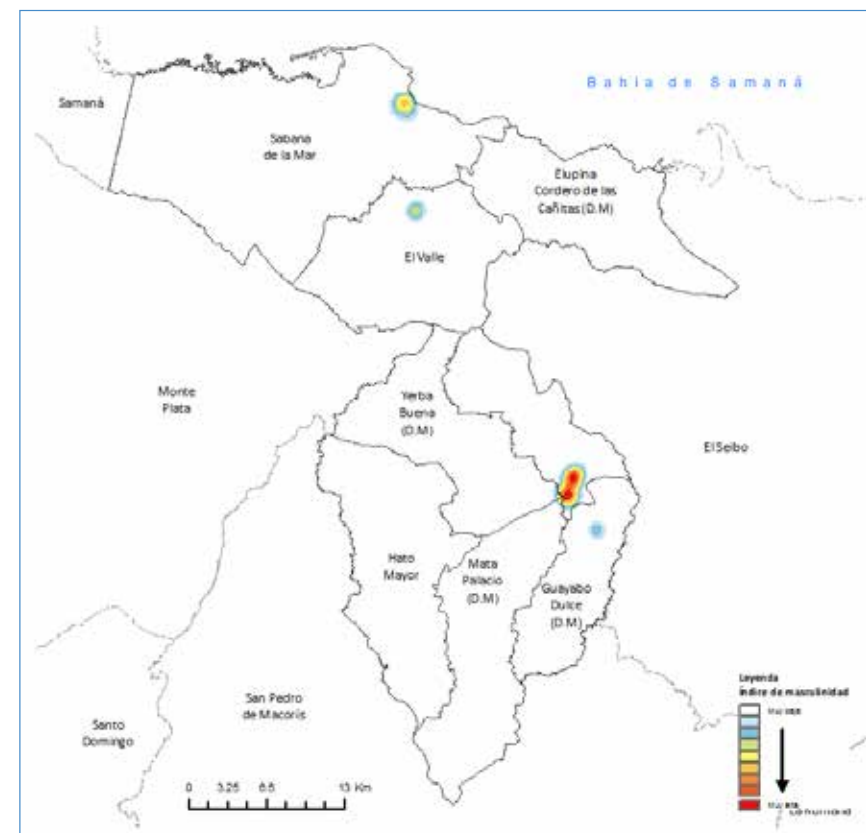 Bahía de Samaná
Samaná
Sabana
de la Mar
Elupina
Cordero de las
Cañitas (D.M)
El Valle
Monte
Plata
Yerba
Buena
(D.M)
El Seibo
Hato
Mayor
Mata
Palacio
(D.M)
Guayabo
Dulce
(D.M)
San Pedro
de Macorís
Santo
Domingo
0 3.25 6.5 13 Km
Leyenda
Índice de masculinidad